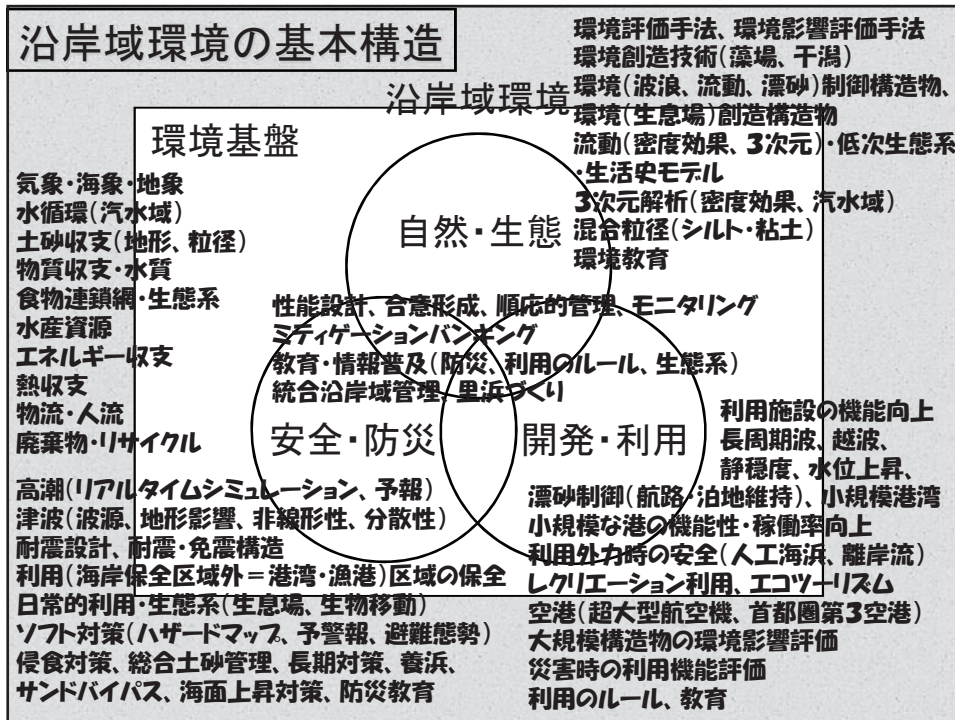 沿岸域環境の基本構造
環境評価手法、環境影響評価手法
環境創造技術(藻場、干潟)
環境(波浪、流動、漂砂)制御構造物、
環境(生息場)創造構造物
流動(密度効果、3次元)・低次生態系
・生活史モデル
3次元解析(密度効果、汽水域)
混合粒径(シルト・粘土)
環境教育
沿岸域環境
環境基盤
気象・海象・地象
水循環(汽水域)
土砂収支(地形、粒径)
物質収支・水質
食物連鎖網・生態系
水産資源
エネルギー収支
熱収支
物流・人流
廃棄物・リサイクル
自然・生態
性能設計、合意形成、順応的管理、モニタリング
ミティゲーションバンキング
教育・情報普及(防災、利用のルール、生態系)
統合沿岸域管理、里浜づくり
安全・防災
開発・利用
高潮(リアルタイムシミュレーション、予報)
津波(波源、地形影響、非線形性、分散性)
耐震設計、耐震・免震構造
利用(海岸保全区域外=港湾・漁港)区域の保全
日常的利用・生態系(生息場、生物移動)
ソフト対策(ハザードマップ、予警報、避難態勢)
侵食対策、総合土砂管理、長期対策、養浜、
サンドバイパス、海面上昇対策、防災教育
利用施設の機能向上
長周期波、越波、
静穏度、水位上昇、
漂砂制御(航路・泊地維持)、小規模港湾
小規模な港の機能性・稼働率向上
利用外力時の安全(人工海浜、離岸流)
レクリエーション利用、エコツーリズム
空港(超大型航空機、首都圏第3空港)
大規模構造物の環境影響評価
災害時の利用機能評価
利用のルール、教育